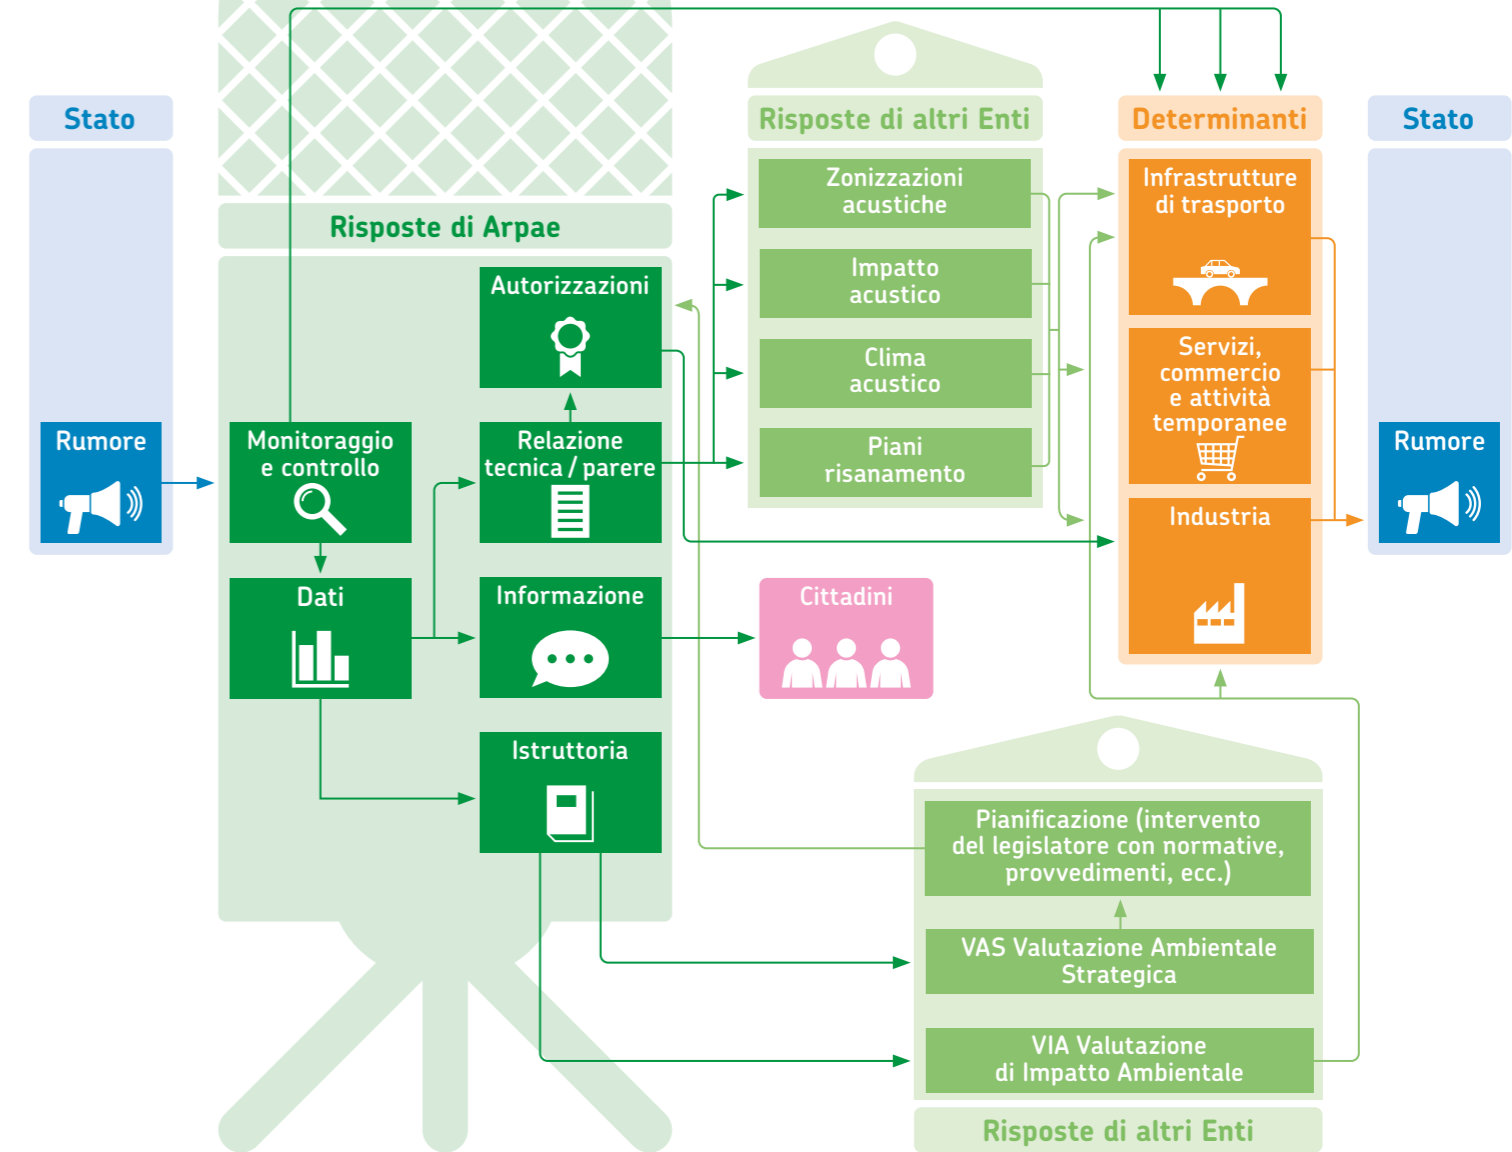 Stato
Rumore
Risposte di Arpae
Monitoraggio
e controllo
Dati
Autorizzazioni
Relazione
tecnica / parere
Informazione
Istruttoria
Risposte di altri Enti
Zonizzazioni
acustiche
Impatto
acustico
Clima
acustico
Piani
risanamento
Cittadini
Determinanti
Infrastrutture
di trasporto
Servizi,
commercio
e attività
temporanee
Industria
Stato
Rumore
Pianificazione (intervento
del legislatore con normative,
provvedimenti, ecc.)
VAS Valutazione Ambientale
Strategica
VIA Valutazione
di Impatto Ambientale
Risposte di altri Enti